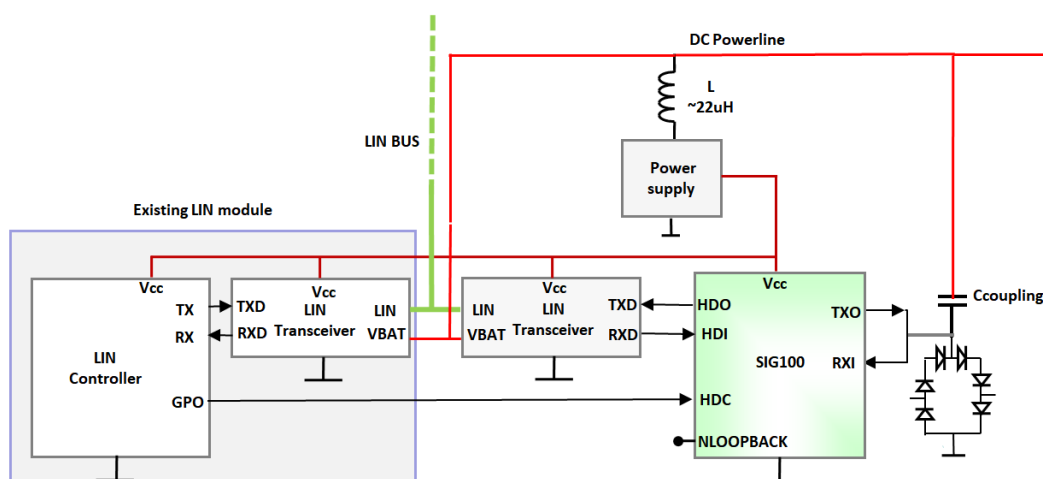 DC Powerline
L
~22uH
LIN BUS
Power
supply
Existing LIN module
Vcc
Vcc
Vcc
Vcc
TX
TXD
LIN
LIN
LIN
TXD
HDO
TXO
Ccoupling
LIN
Transceiver
Transceiver
RX
RXD
VBAT
VBAT
RXD
HDI
LIN
Controller
SIG100
RXI
GPO
HDC
NLOOPBACK